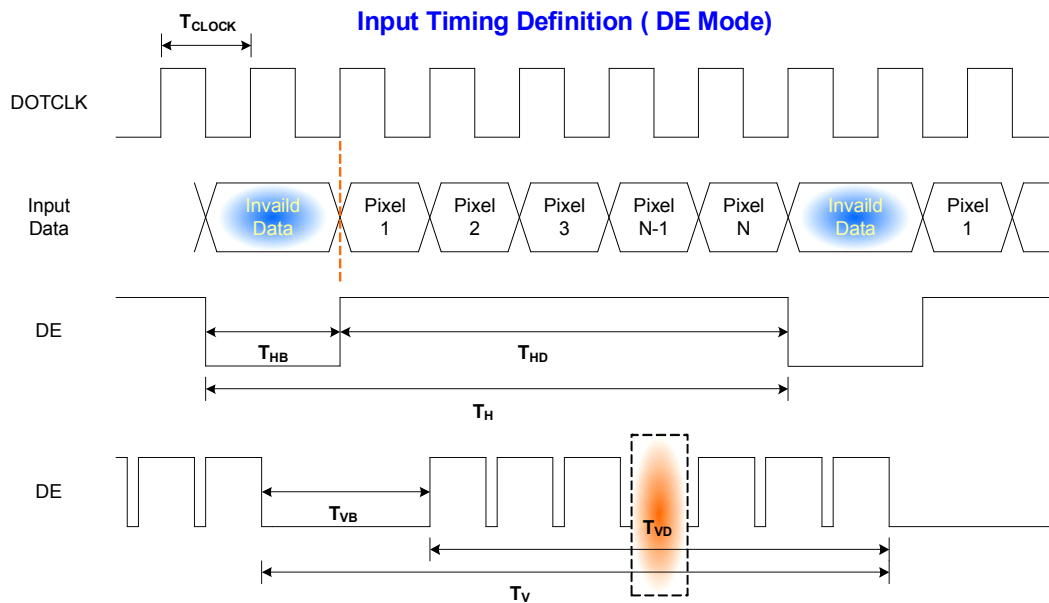 Input Timing Definition ( DE Mode)
TCLOCK
DOTCLK
Input
Data
Invaild
Data
Pixel
1
Pixel
2
Pixel
3
Pixel
N-1
Pixel
N
Invaild
Data
Pixel
1
DE
THB
THD
TH
DE
TVB
TVD
TV